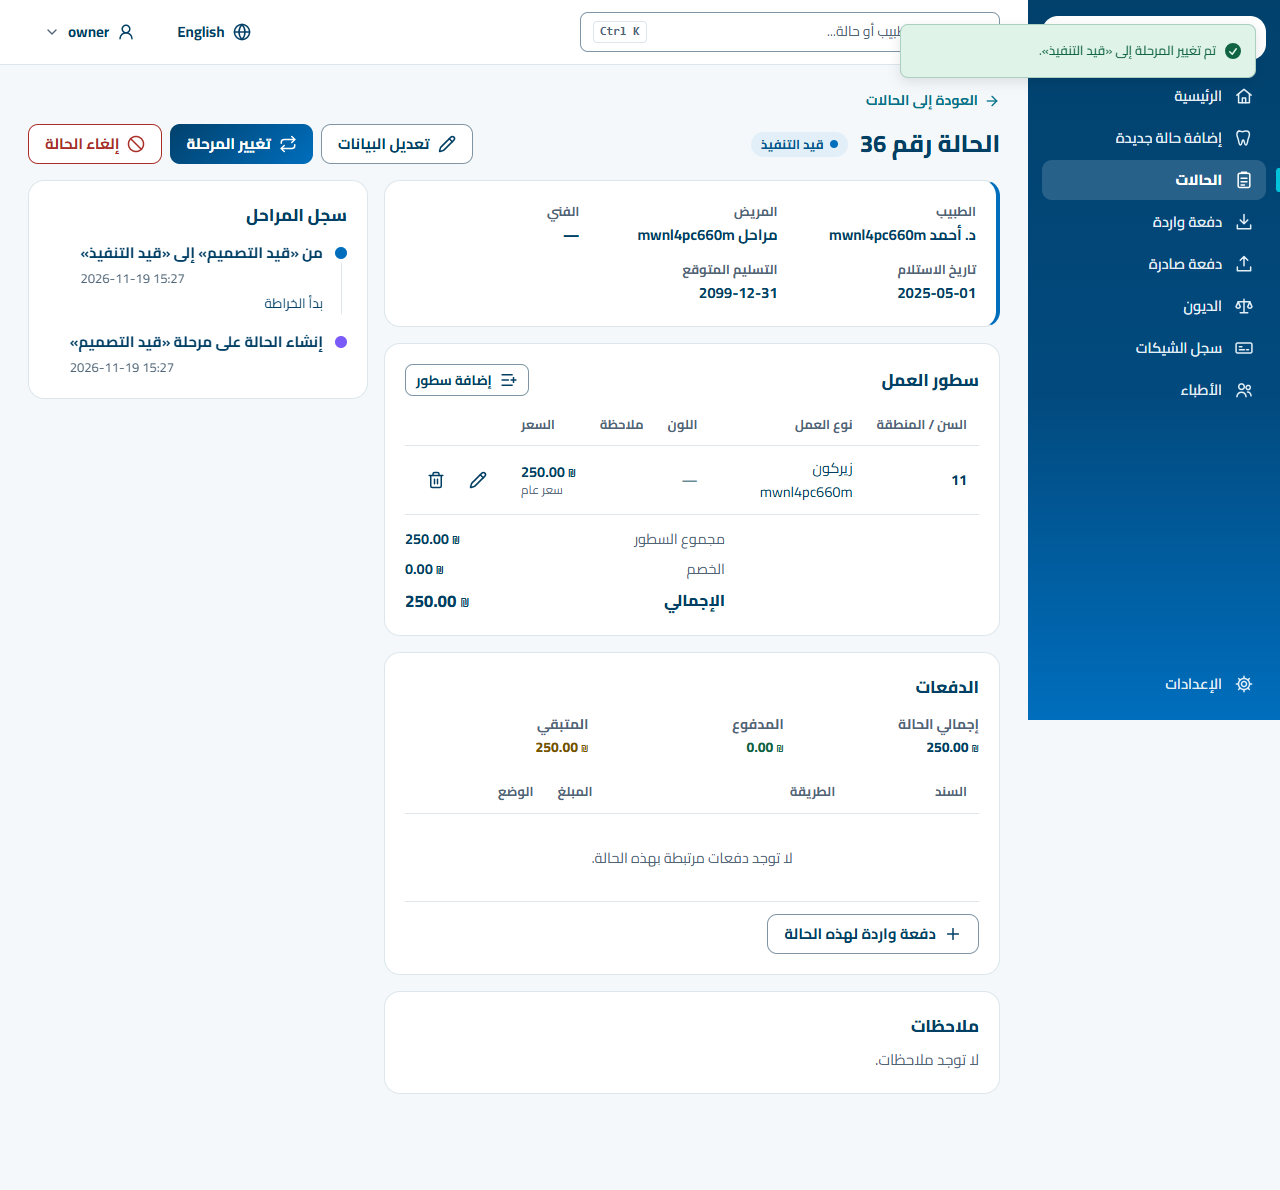 تم تغيير المرحلة إلى «قيد التنفيذ».
الرئيسية
إضافة حالة جديدة
الحالات
دفعة واردة
دفعة صادرة
الديون
سجل الشيكات
الأطباء
الإعدادات
أو حالة...
Ctrl K
English
owner
العودة إلى الحالات
الحالة رقم 36
قيد التنفيذ
تعديل البيانات
تغيير المرحلة
إلغاء الحالة
الطبيب
المريض
الفني
د. أحمد mwnl4pc660m
مراحل mwnl4pc660m
—
تاريخ الاستلام
التسليم المتوقع
2025-05-01
2099-12-31
سطور العمل
إضافة سطور
السن / المنطقة
نوع العمل
اللون
ملاحظة
السعر
11
زيركون
mwnl4pc660m
—
250.00 ₪
سعر عام
مجموع السطور
250.00 ₪
الخصم
0.00 ₪
الإجمالي
250.00 ₪
الدفعات
إجمالي الحالة
المدفوع
المتبقي
250.00 ₪
0.00 ₪
250.00 ₪
السند
الطريقة
المبلغ
الوضع
لا توجد دفعات مرتبطة بهذه الحالة.
دفعة واردة لهذه الحالة
ملاحظات
لا توجد ملاحظات.
سجل المراحل
من «قيد التصميم» إلى «قيد التنفيذ»
2026-11-19 15:27
بدأ الخراطة
إنشاء الحالة على مرحلة «قيد التصميم»
2026-11-19 15:27